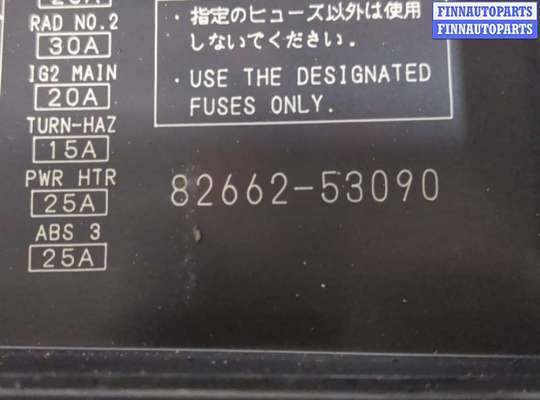 RAD NO.2
30A
IG2 MAIN
20A
TURN-HAZ
15A
PWR HTR
25A
ABS 3
25A
・指定のヒューズ以外は使用
しないでください.
・USE THE DESIGNATED
FUSES ONLY.
82662-53090
FINNAUTOPARTS
FINNAUTOPARTS